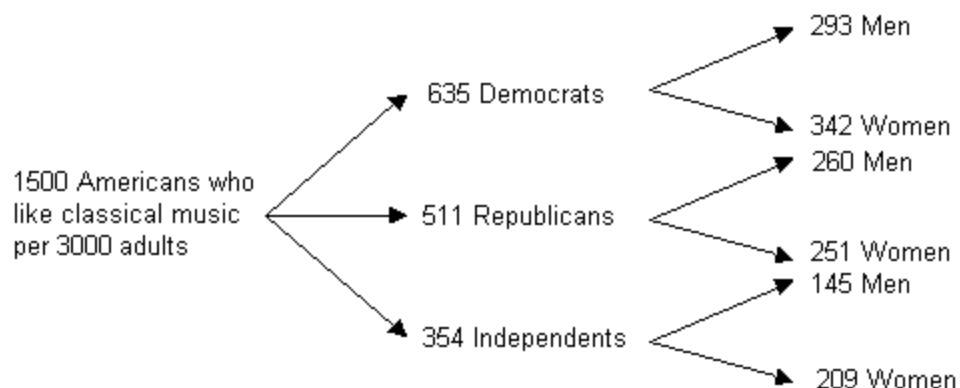 293 Men
635 Democrats
342 Women
1500 Americans who
like classical music
per 3000 adults
260 Men
511 Republicans
251 Women
145 Men
354 Independents
209 Women